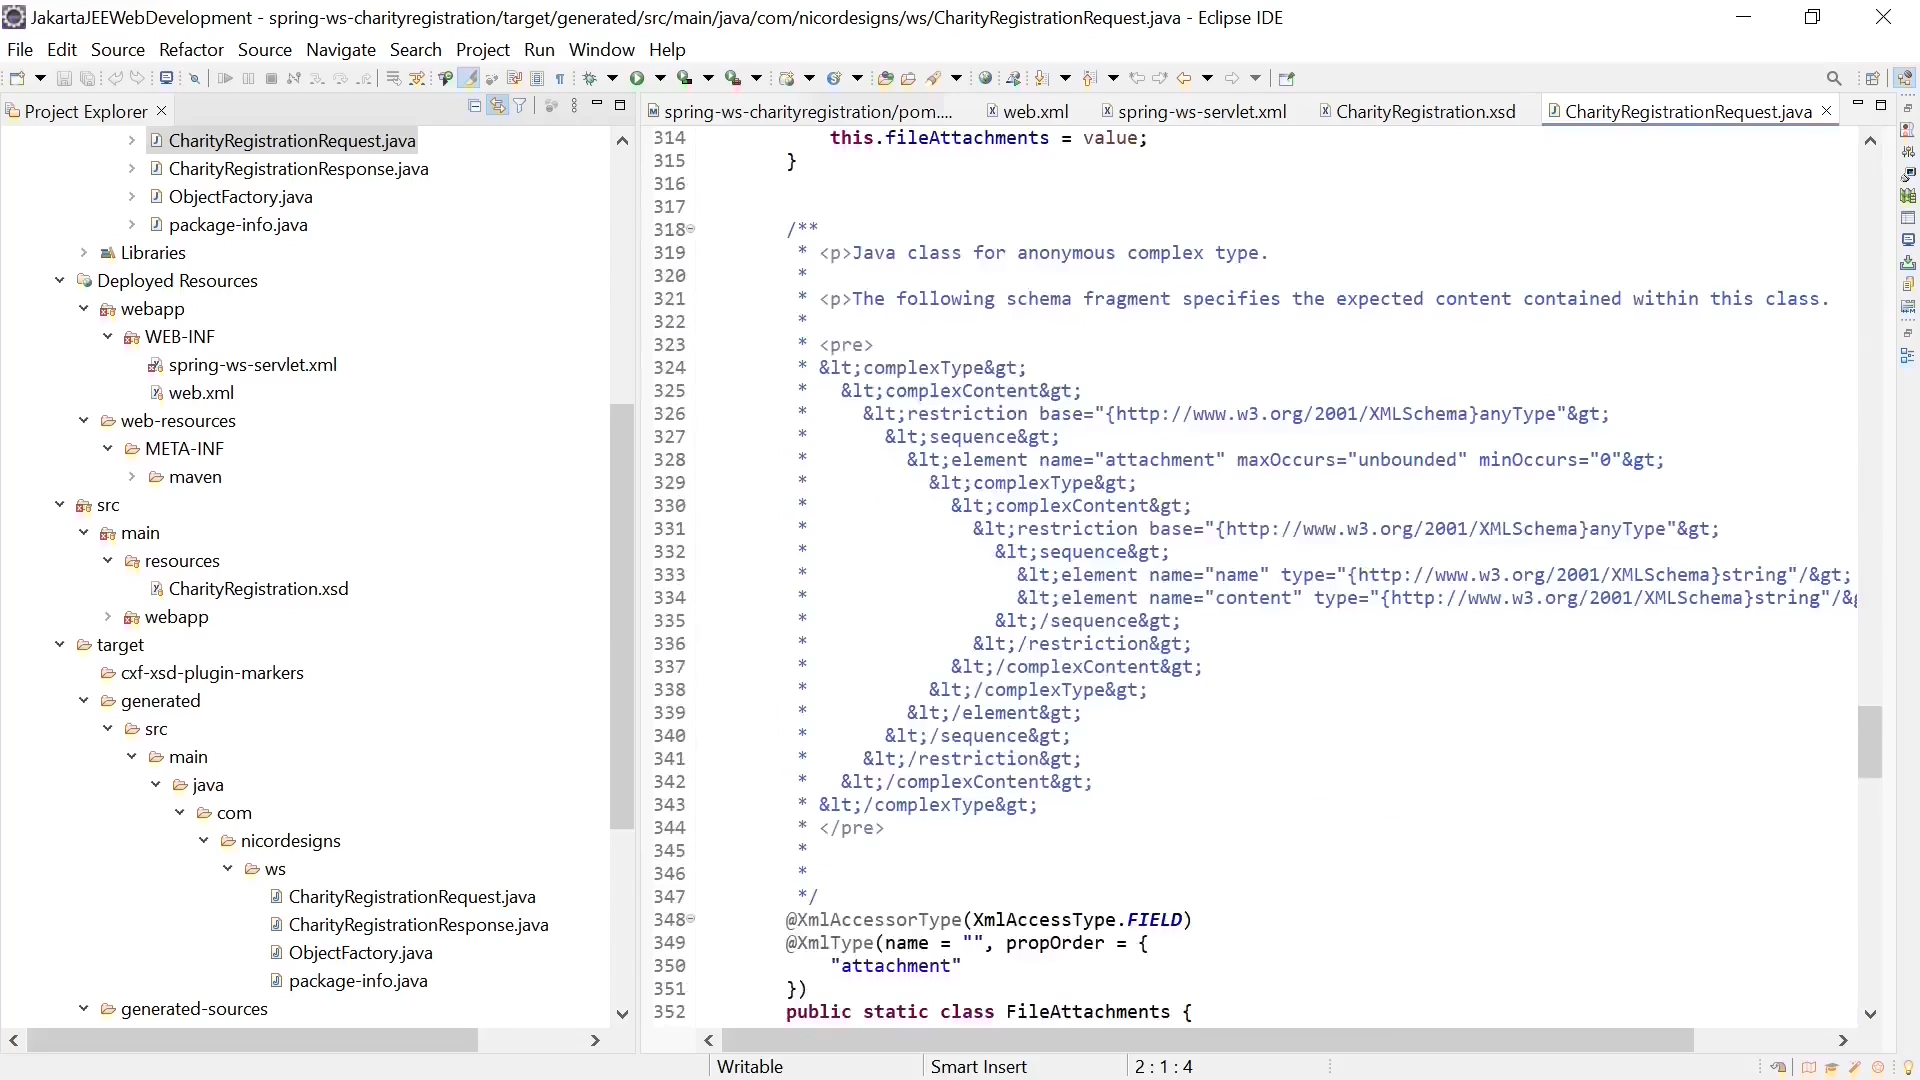 JakartaJEEWebDevelopment - spring-ws-charityregistration/target/generated/src/main/java/com/nicordesigns/ws/CharityRegistrationRequest.java - Eclipse IDE
File Edit Source Refactor Source Navigate Search Project Run Window Help
Project Explorer
CharityRegistrationRequest.java
CharityRegistrationResponse.java
ObjectFactory.java
package-info.java
Libraries
Deployed Resources
webapp
WEB-INF
spring-ws-servlet.xml
web.xml
web-resources
META-INF
maven
src
main
resources
CharityRegistration.xsd
webapp
target
cxf-xsd-plugin-markers
generated
src
main
java
com
nicordesigns
ws
CharityRegistrationRequest.java
CharityRegistrationResponse.java
ObjectFactory.java
package-info.java
generated-sources
spring-ws-charityregistration/pom.... web.xml spring-ws-servlet.xml CharityRegistration.xsd CharityRegistrationRequest.java
314 this.fileAttachments = value;
315 }
316
317
318 /**
319 * <p>Java class for anonymous complex type.
320 *
321 * <p>The following schema fragment specifies the expected content contained within this class.
322 *
323 * <pre>
324 * &lt;complexType&gt;
325 * &lt;complexContent&gt;
326 * &lt;restriction base="{http://www.w3.org/2001/XMLSchema}anyType"&gt;
327 * &lt;sequence&gt;
328 * &lt;element name="attachment" maxOccurs="unbounded" minOccurs="0"&gt;
329 * &lt;complexType&gt;
330 * &lt;complexContent&gt;
331 * &lt;restriction base="{http://www.w3.org/2001/XMLSchema}anyType"&gt;
332 * &lt;sequence&gt;
333 * &lt;element name="name" type="{http://www.w3.org/2001/XMLSchema}string"/&gt;
334 * &lt;element name="content" type="{http://www.w3.org/2001/XMLSchema}string"/&g
335 * &lt;/sequence&gt;
336 * &lt;/restriction&gt;
337 * &lt;/complexContent&gt;
338 * &lt;/complexType&gt;
339 * &lt;/element&gt;
340 * &lt;/sequence&gt;
341 * &lt;/restriction&gt;
342 * &lt;/complexContent&gt;
343 * &lt;/complexType&gt;
344 * </pre>
345 *
346 *
347 */
348 @XmlAccessorType(XmlAccessType.FIELD)
349 @XmlType(name = "", propOrder = {
350 "attachment"
351 })
352 public static class FileAttachments {
Writable Smart Insert 2 : 1 : 4